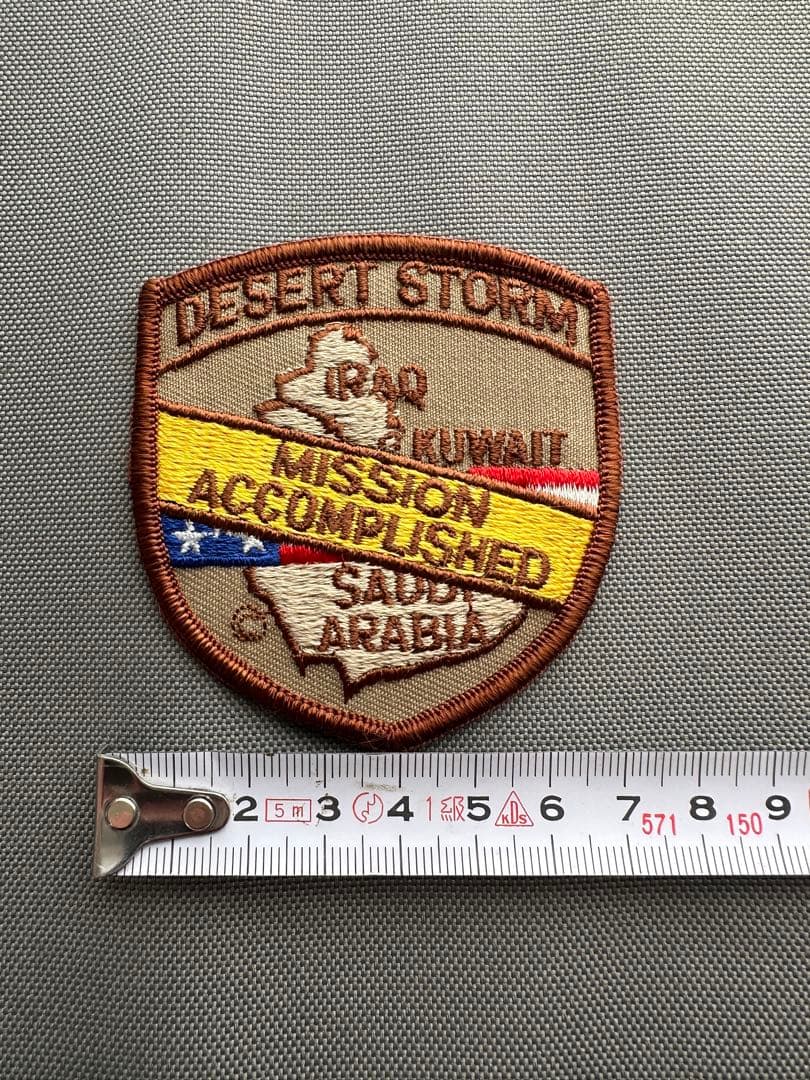 DESERT STORM
IRAQ
KUWAIT
MISSION
ACCOMPLISHED
SAUDI
ARABIA
2 5 m 3 4 1級 5 KDS 6 7 571 8 150 9